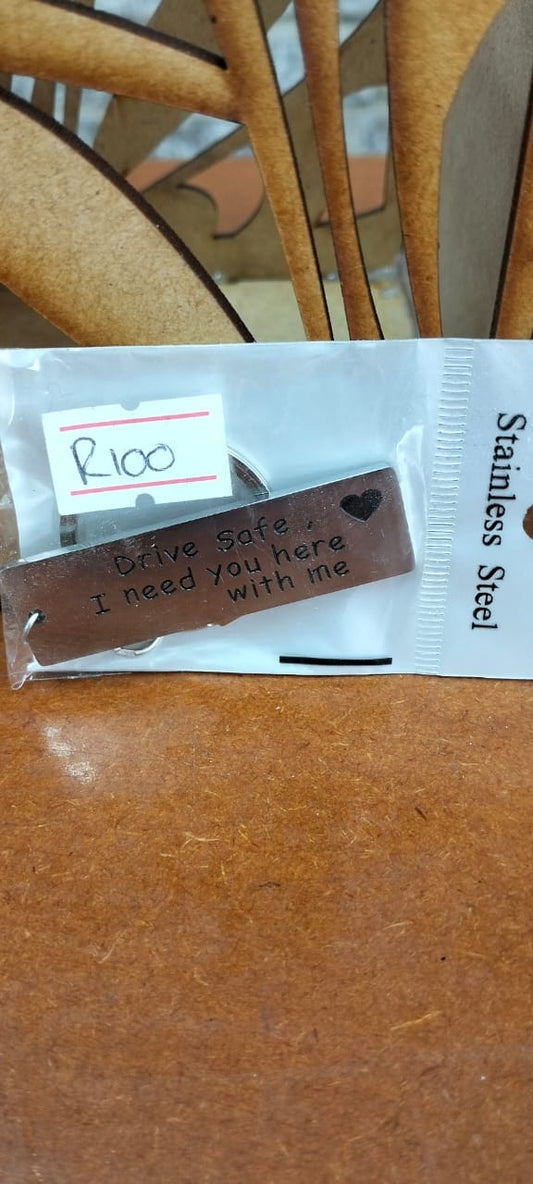 R100
Drive Safe,
I need you here
with me
Stainless Steel